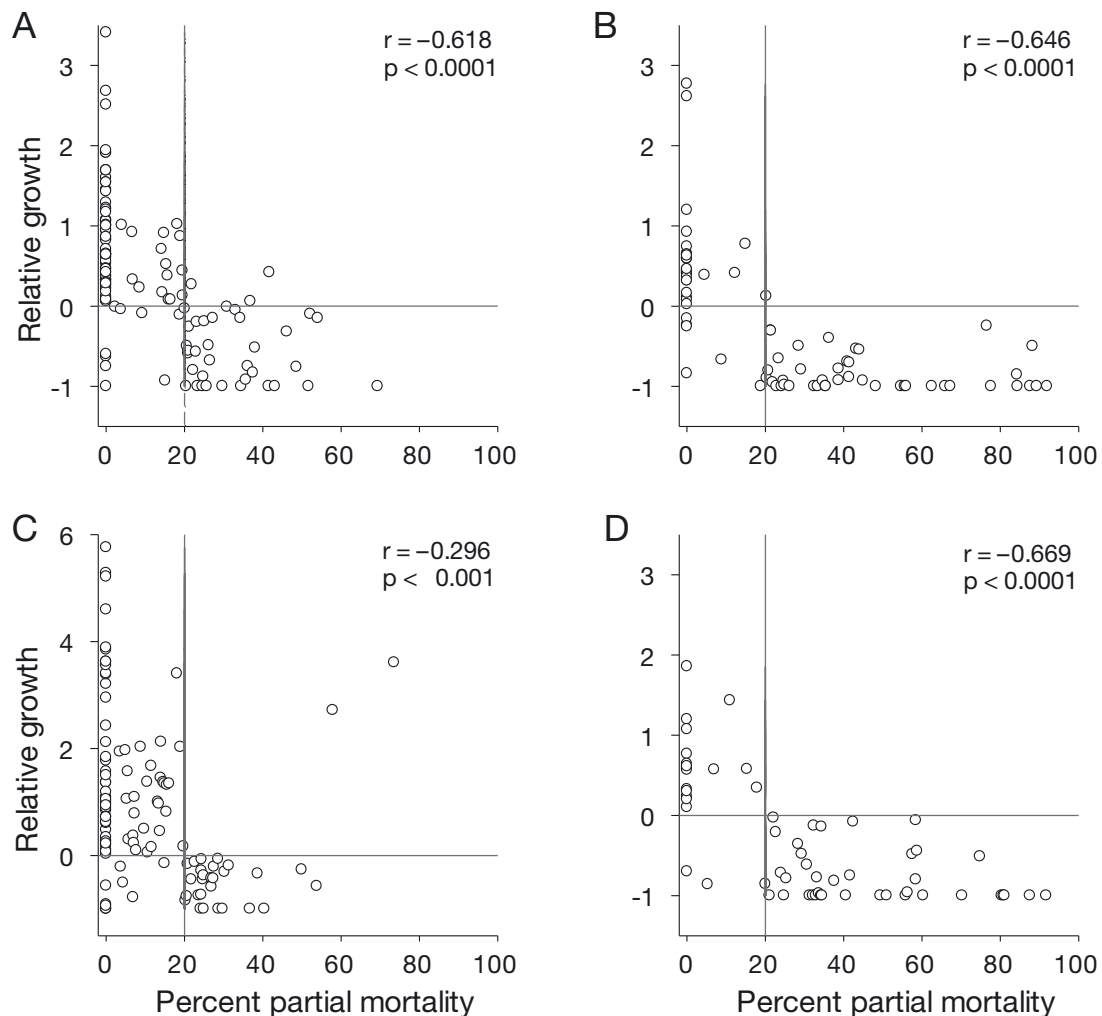 A
r = −0.618
p < 0.0001
3
2
1
0
-1
Relative growth
0 20 40 60 80 100
B
r = −0.646
p < 0.0001
3
2
1
0
-1
0 20 40 60 80 100
C
r = −0.296
p < 0.001
6
4
2
0
Relative growth
0 20 40 60 80 100
Percent partial mortality
D
r = −0.669
p < 0.0001
3
2
1
0
-1
0 20 40 60 80 100
Percent partial mortality